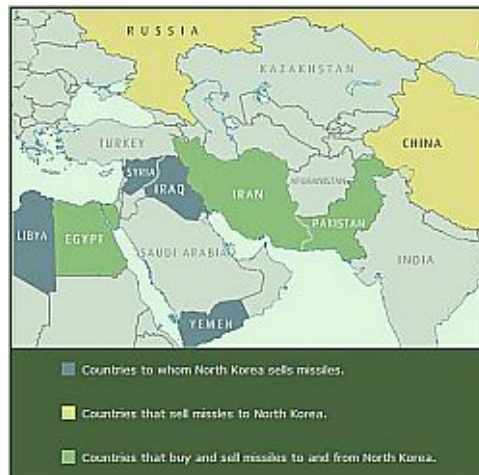 RUSSIA
KAZAKHSTAN
TURKEY
CHINA
SYRIA
IRAQ
IRAN
AFGHANISTAN
PAKISTAN
LIBYA
EGYPT
SAUDI ARABIA
INDIA
YEMEN
Countries to whom North Korea sells missiles.
Countries that sell missles to North Korea.
Countries that buy and sell missiles to and from North Korea.